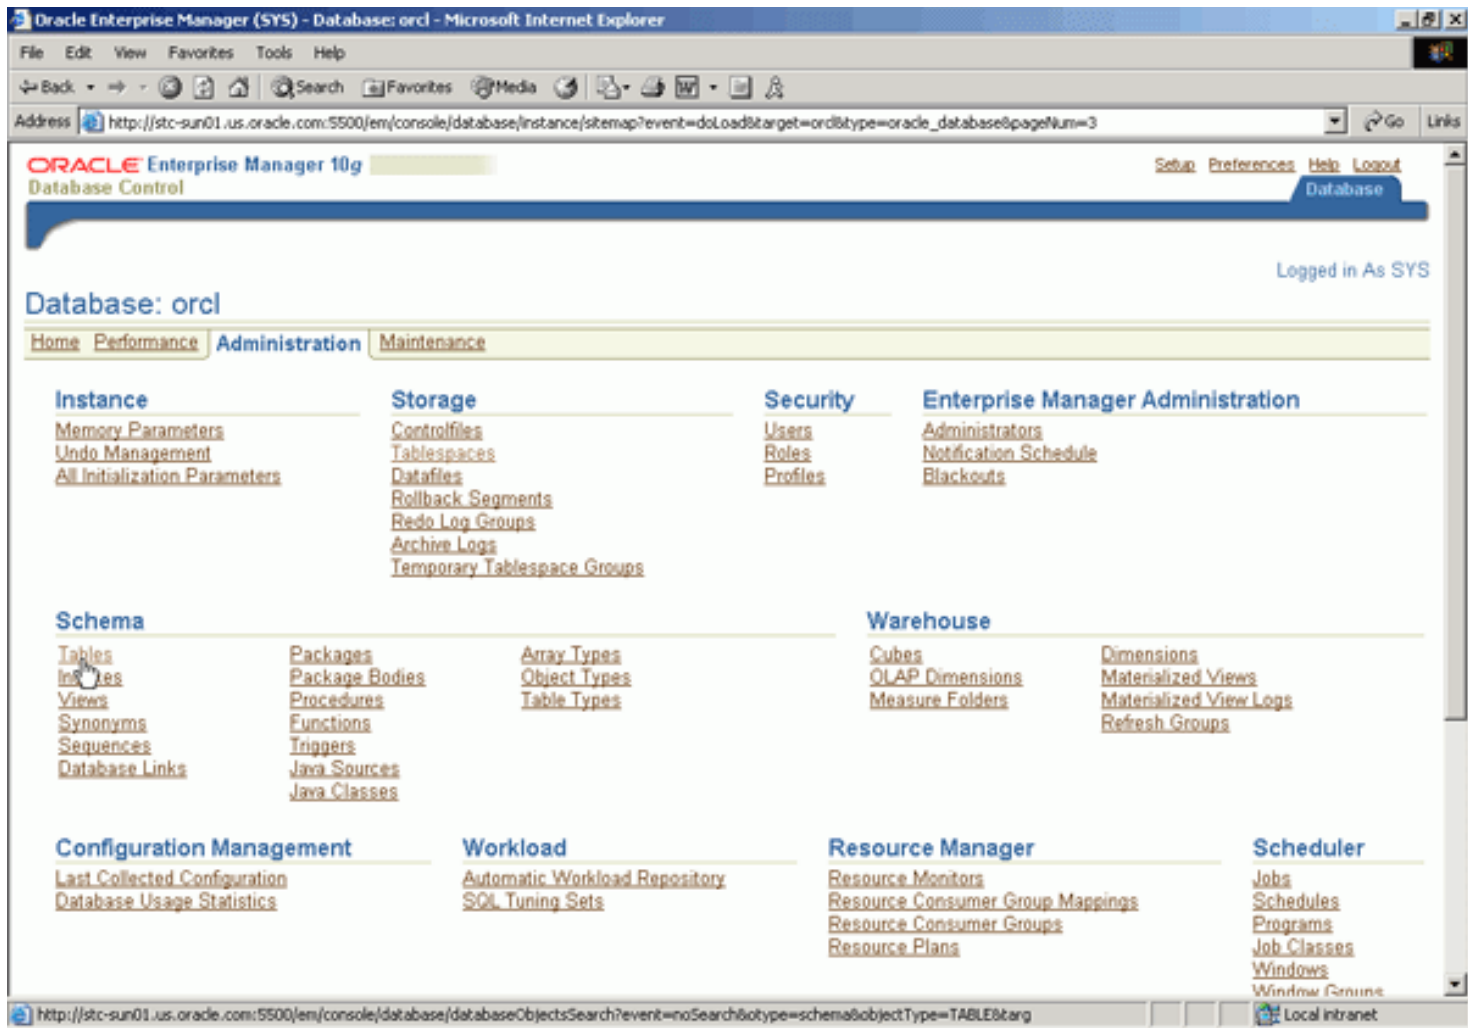 Oracle Enterprise Manager (SYS) - Database: orcl - Microsoft Internet Explorer
File Edit View Favorites Tools Help
Back Search Favorites Media
Address http://stc-sun01.us.oracle.com:5500/em/console/database/instance/sitemap?event=doLoad&target=orcl&type=oracle_database&pageNum=3 Go Links
ORACLE Enterprise Manager 10g
Database Control
Setup Preferences Help Logout
Database
Logged in As SYS
Database: orcl
Home Performance Administration Maintenance
Instance Storage Security Enterprise Manager Administration
Memory Parameters Controlfiles Users Administrators
Undo Management Tablespaces Roles Notification Schedule
All Initialization Parameters Datafiles Profiles Blackouts
Rollback Segments
Redo Log Groups
Archive Logs
Temporary Tablespace Groups
Schema Warehouse
Tables Packages Array Types Cubes Dimensions
Package Bodies Object Types OLAP Dimensions Materialized Views
Views Procedures Table Types Measure Folders Materialized View Logs
Synonyms Functions Refresh Groups
Sequences Triggers
Database Links Java Sources
Java Classes
Configuration Management Workload Resource Manager Scheduler
Last Collected Configuration Automatic Workload Repository Resource Monitors Jobs
Database Usage Statistics SQL Tuning Sets Resource Consumer Group Mappings Schedules
Resource Consumer Groups Programs
Resource Plans Job Classes
Windows
Window Groups
http://stc-sun01.us.oracle.com:5500/em/console/database/databaseObjectsSearch?event=noSearch&otype=schema&objectType=TABLE&targ Local intranet